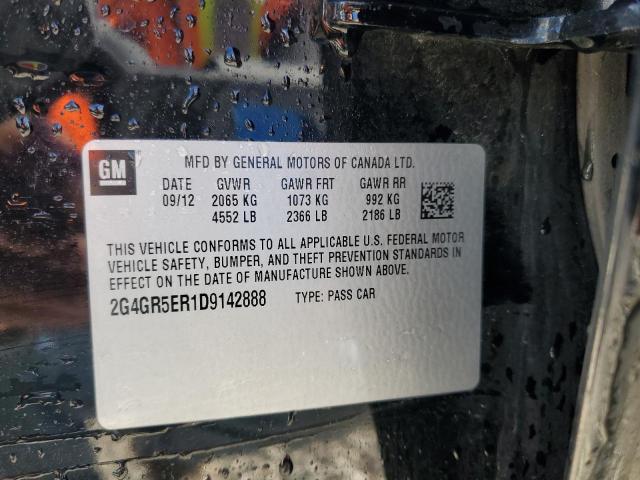 GM
MFD BY GENERAL MOTORS OF CANADA LTD.
DATE GVWR GAWR FRT GAWR RR
09/12 2065 KG 1073 KG 992 KG
4552 LB 2366 LB 2186 LB
THIS VEHICLE CONFORMS TO ALL APPLICABLE U.S. FEDERAL MOTOR
VEHICLE SAFETY, BUMPER, AND THEFT PREVENTION STANDARDS IN
EFFECT ON THE DATE OF MANUFACTURE SHOWN ABOVE.
2G4GR5ER1D9142888 TYPE: PASS CAR